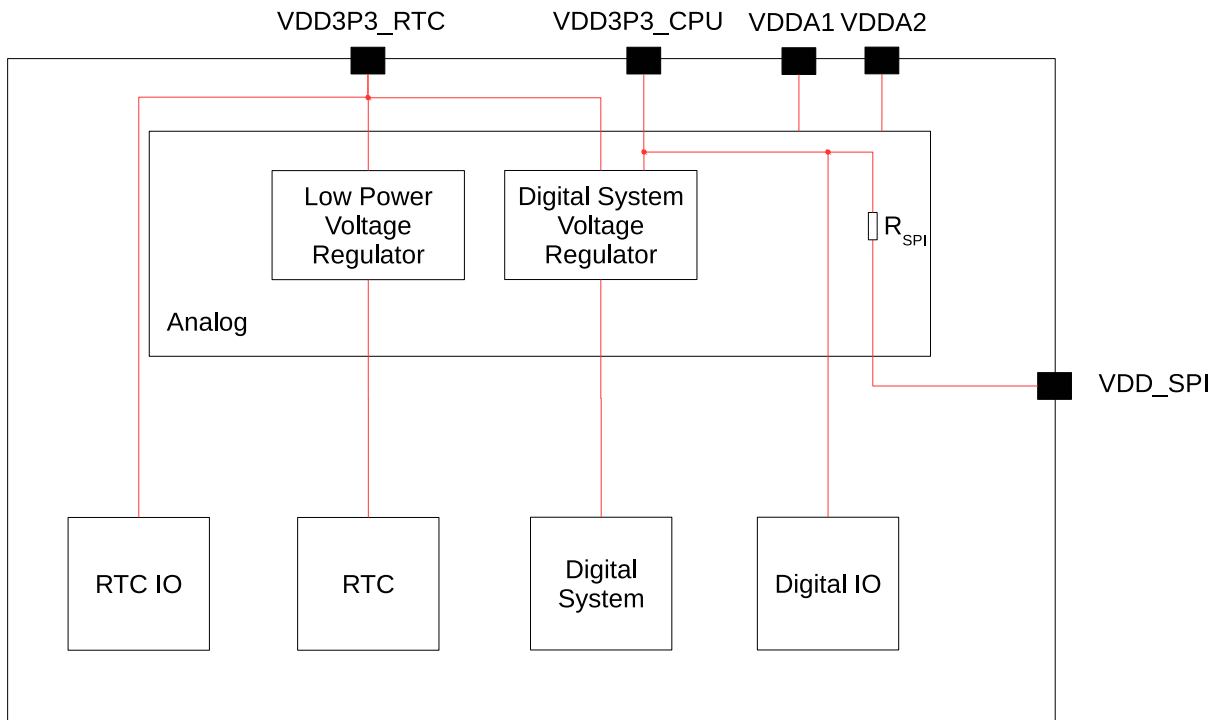 VDD3P3_RTC
VDD3P3_CPU
VDDA1
VDDA2
Low Power
Voltage
Regulator
Digital System
Voltage
Regulator
RSPI
Analog
VDD_SPI
RTC IO
RTC
Digital
System
Digital IO